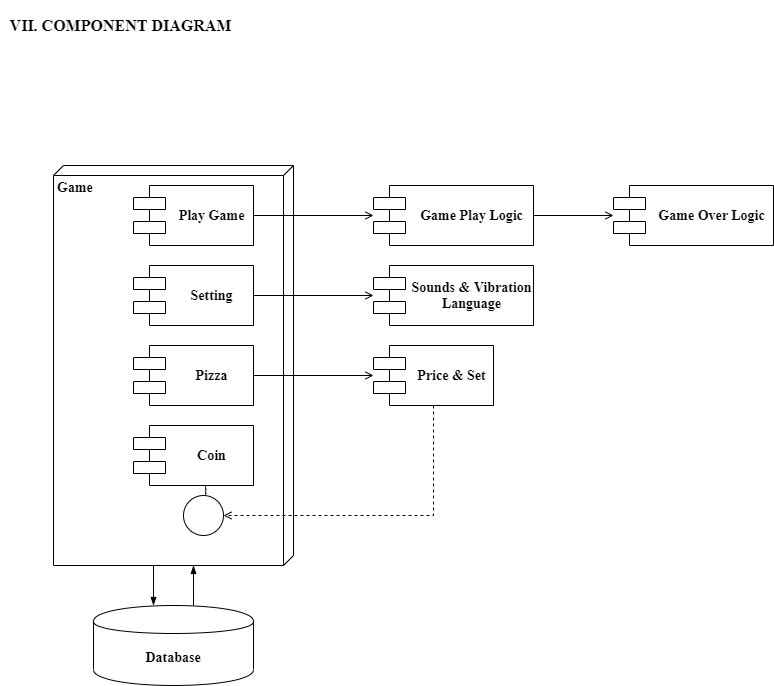 VII. COMPONENT DIAGRAM
Game
Play Game
Game Play Logic
Game Over Logic
Setting
Sounds & Vibration
Language
Pizza
Price & Set
Coin
Database